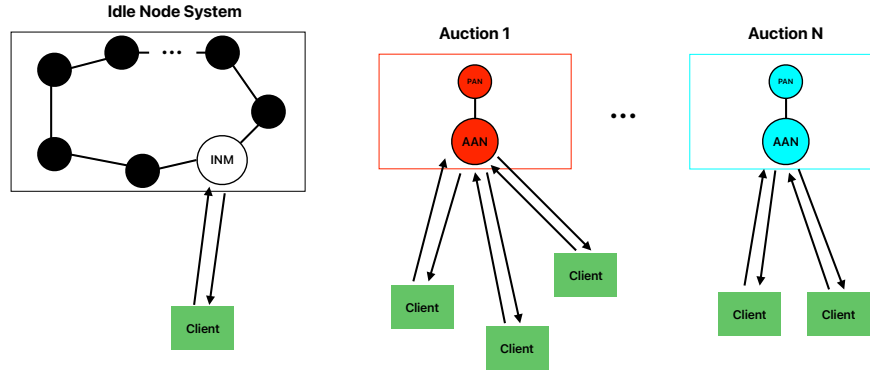 Idle Node System
...
INM
Client
Auction 1
PAN
AAN
Client
Client
Client
...
Auction N
PAN
AAN
Client
Client